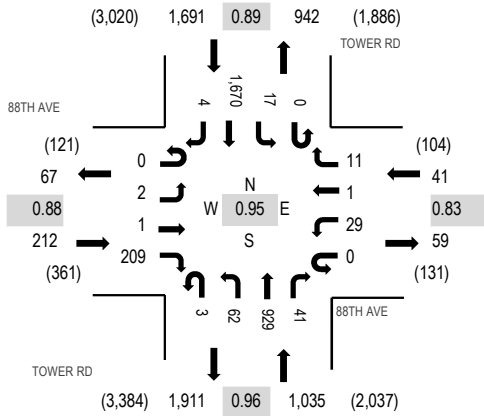 (3,020) 1,691 0.89 942 (1,886)
TOWER RD
88TH AVE
4 1,670 17 0
(121) (104)
67 0 11 41
2 N 1
0.88 W 0.95 E 0.83
1 S 29
212 209 0 59
(361) (131)
3 62 929 41
88TH AVE
TOWER RD
(3,384) 1,911 0.96 1,035 (2,037)